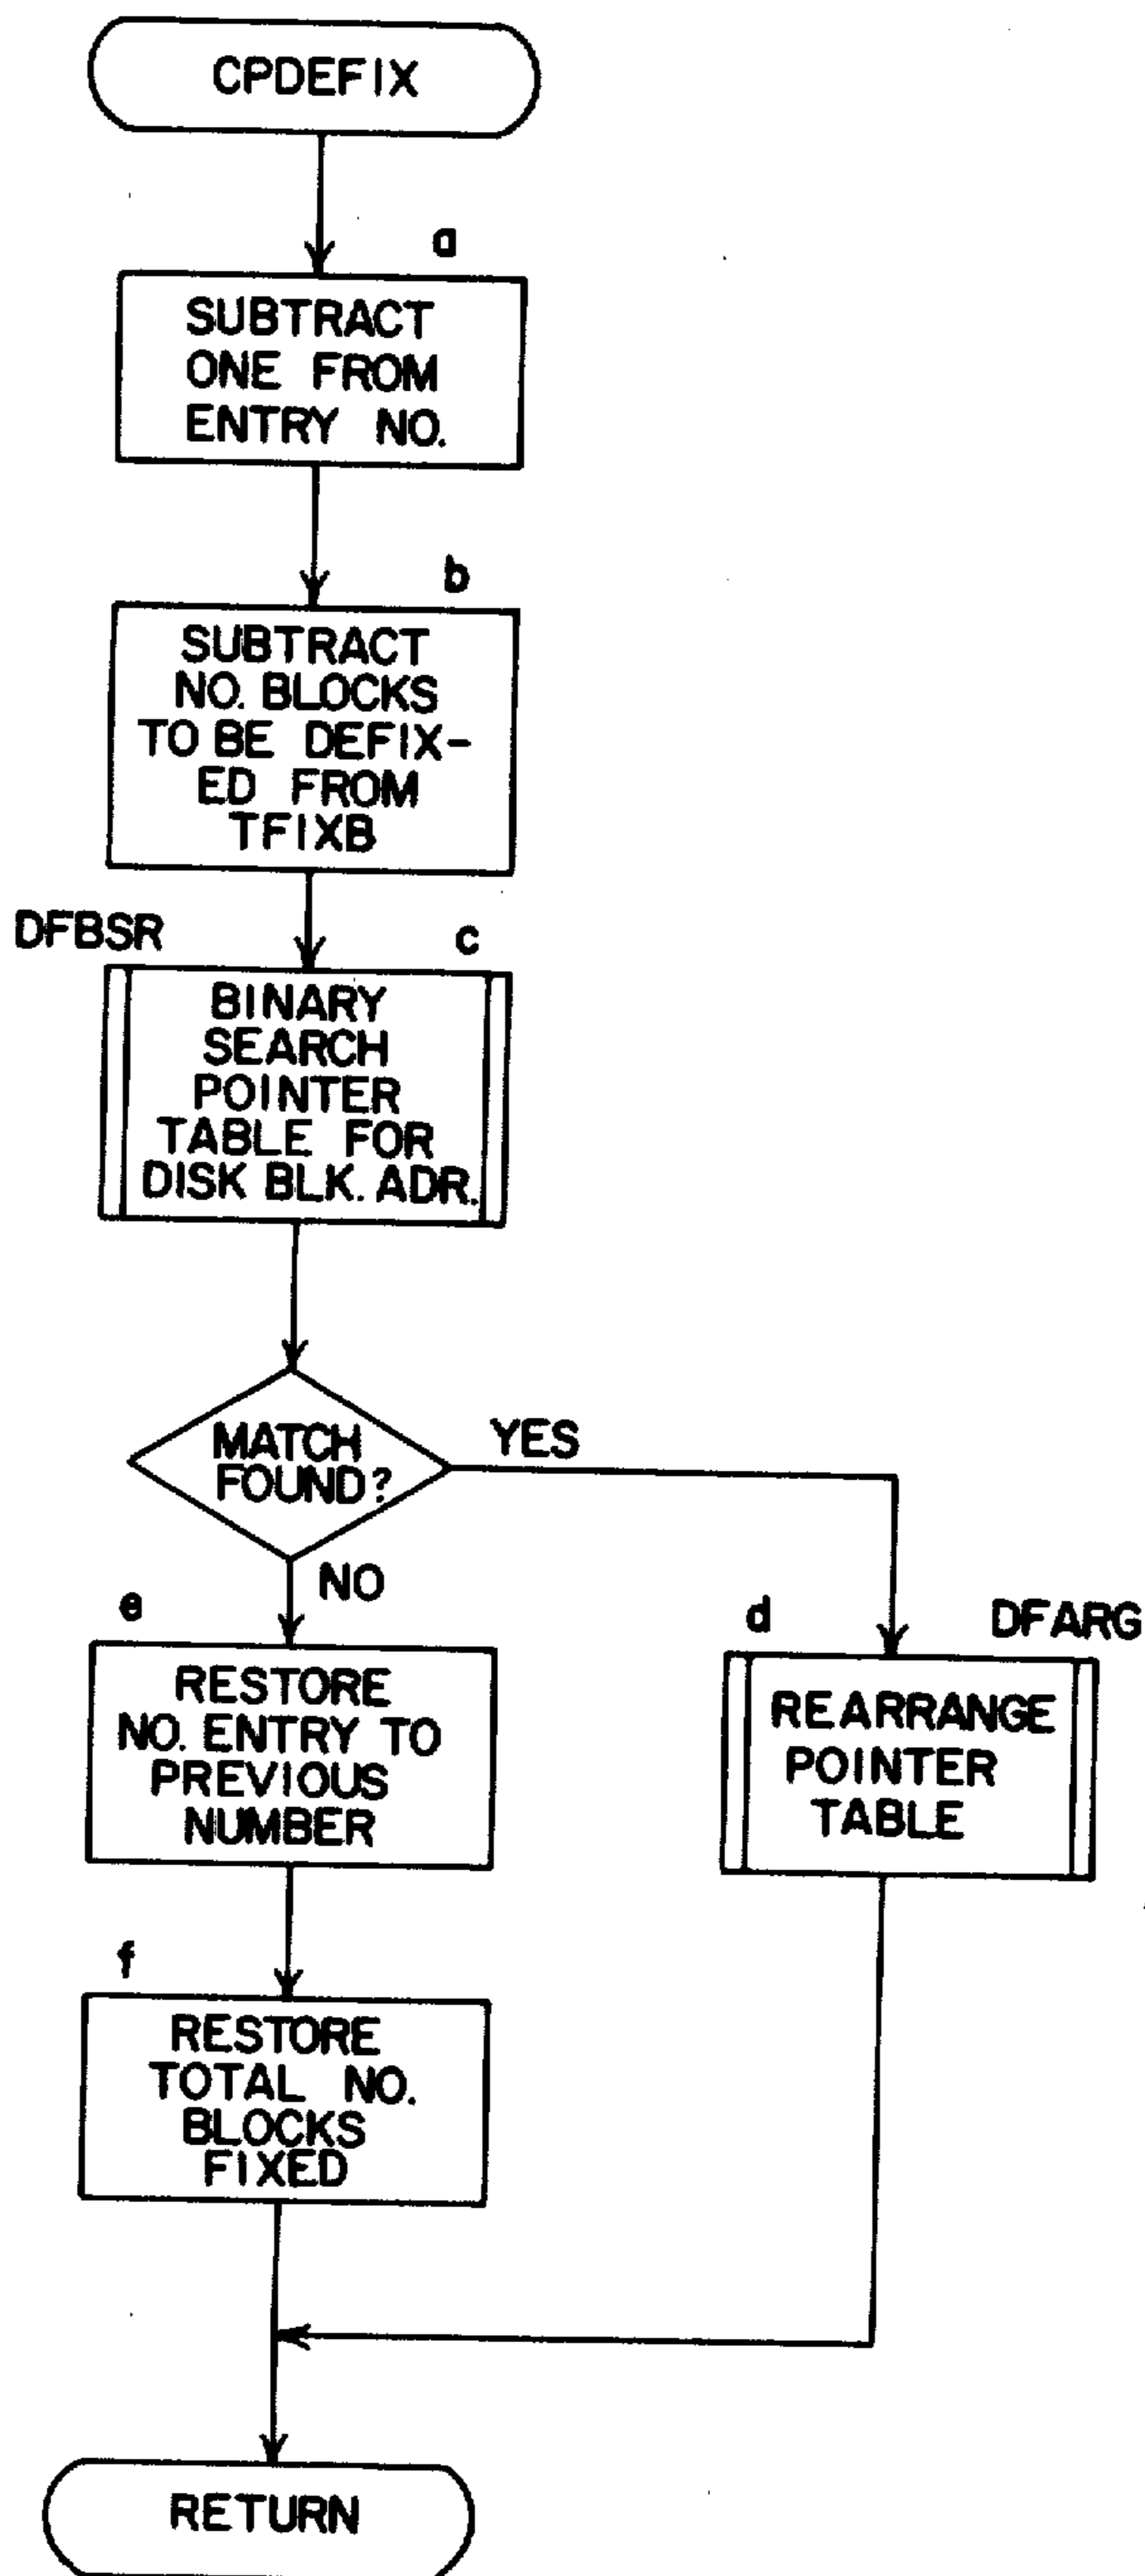 CPDEFIX
a
SUBTRACT
ONE FROM
ENTRY NO.
b
SUBTRACT
NO. BLOCKS
TO BE DEFIX-
ED FROM
TFIXB
DFBSR
c
BINARY
SEARCH
POINTER
TABLE FOR
DISK BLK. ADR.
MATCH
FOUND?
YES
NO
e
RESTORE
NO. ENTRY TO
PREVIOUS
NUMBER
d
DFARG
REARRANGE
POINTER
TABLE
f
RESTORE
TOTAL NO.
BLOCKS
FIXED
RETURN